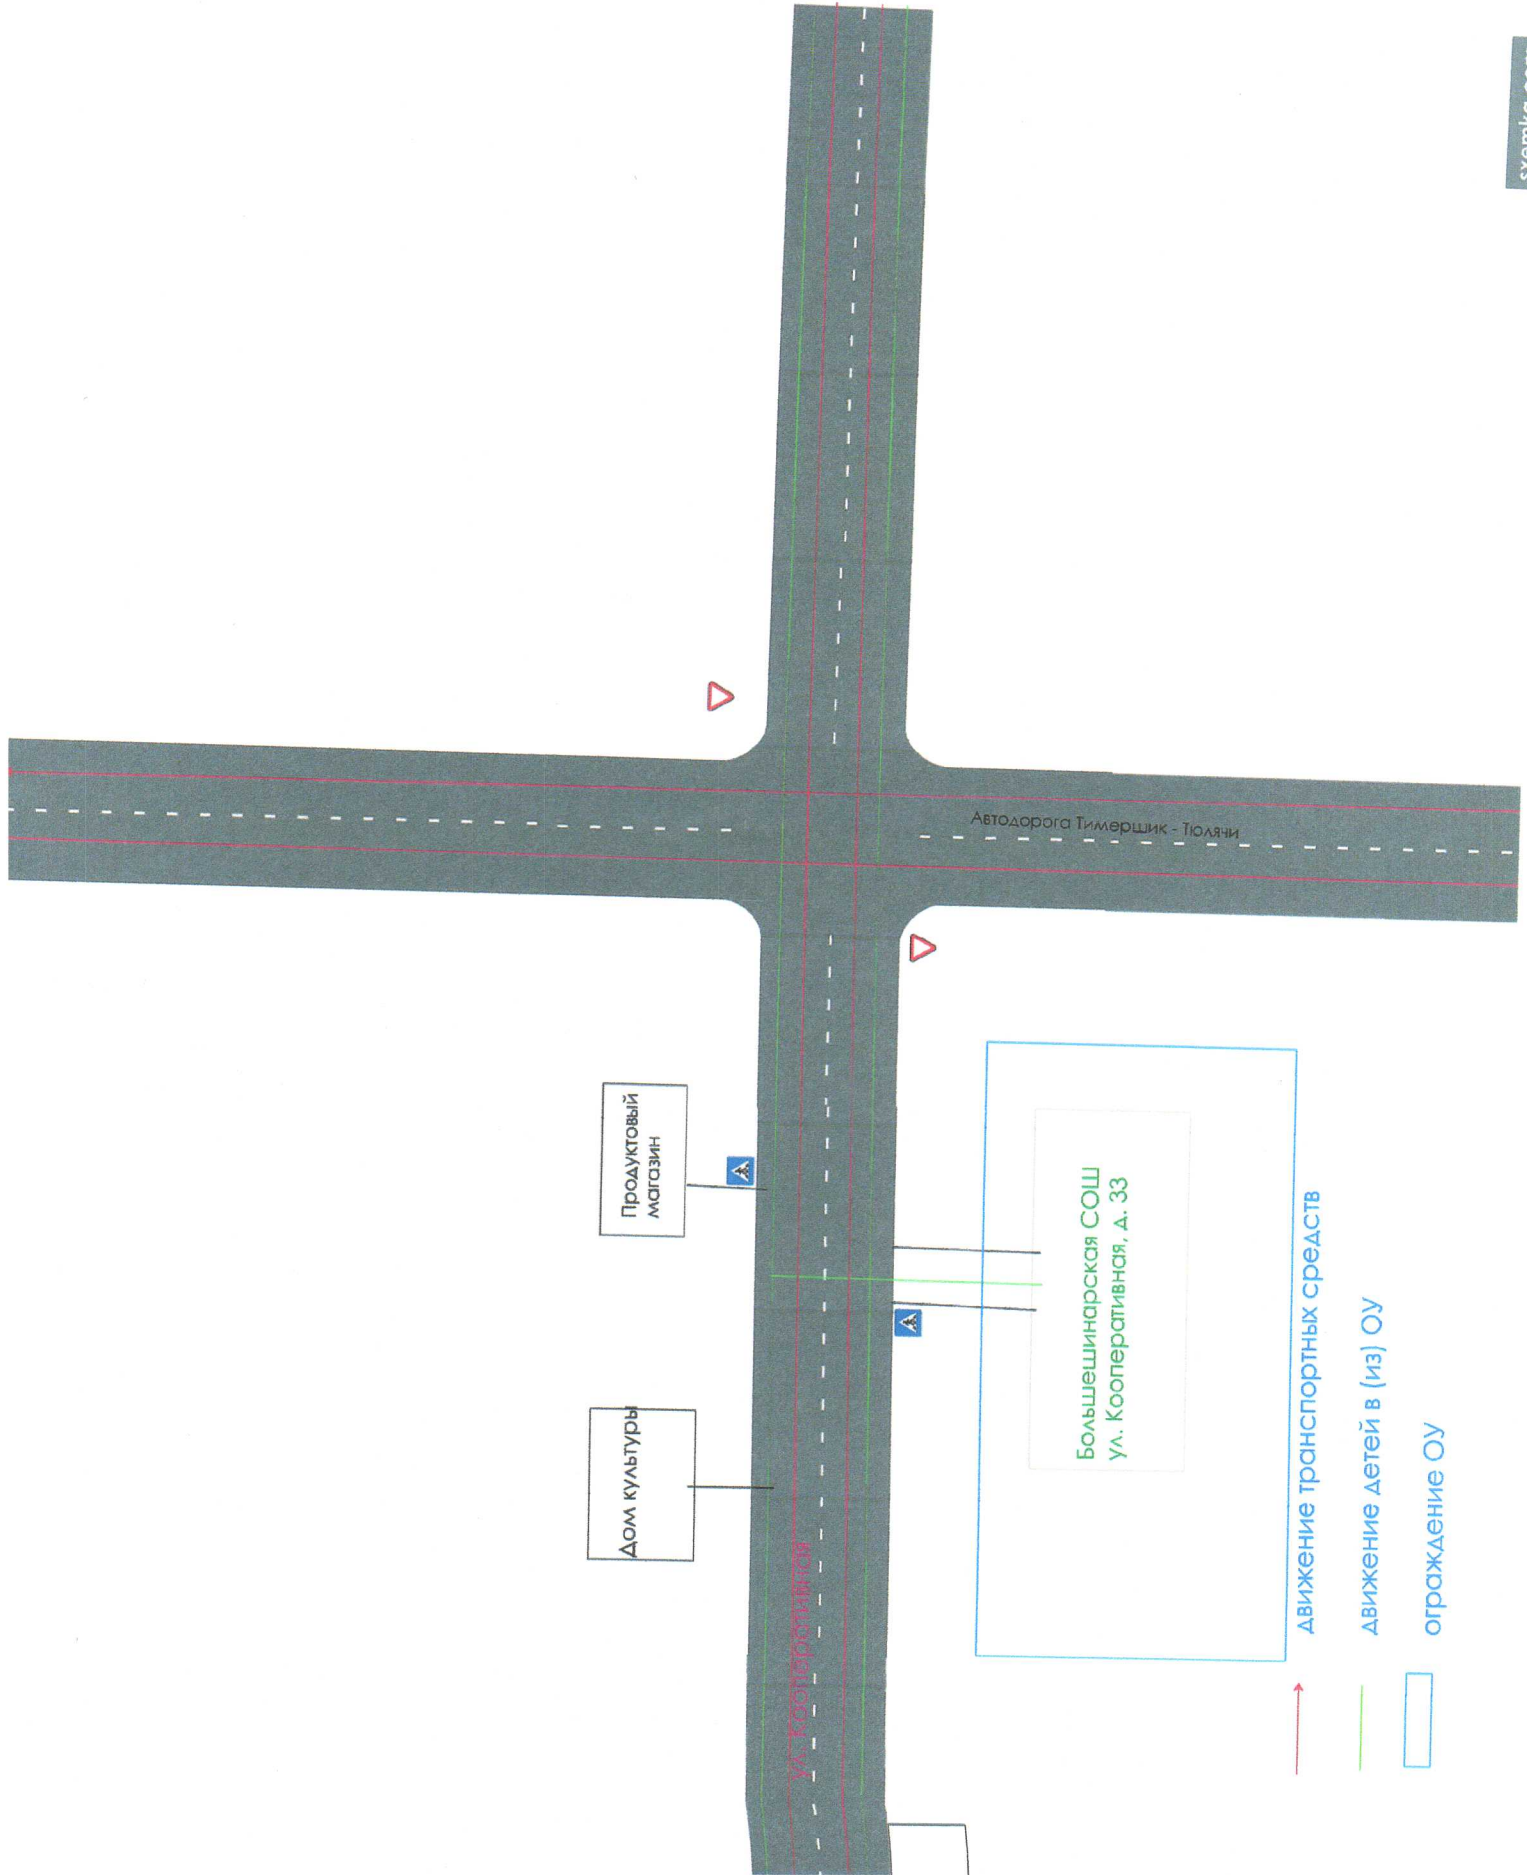 Автодорога Тимершик - Тюлячи
Продуктовый
магазин
Дом культуры
ул. Кооперативная
Большешинарская СОШ
ул. Кооперативная, д. 33
движение транспортных средств
движение детей в (из) ОУ
ограждение ОУ